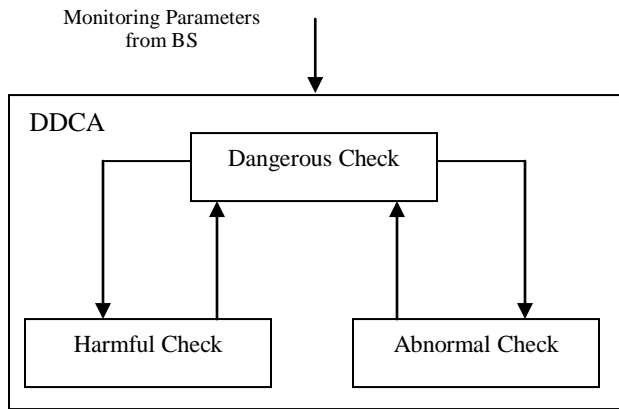 Monitoring Parameters
from BS
DDCA
Dangerous Check
Harmful Check
Abnormal Check